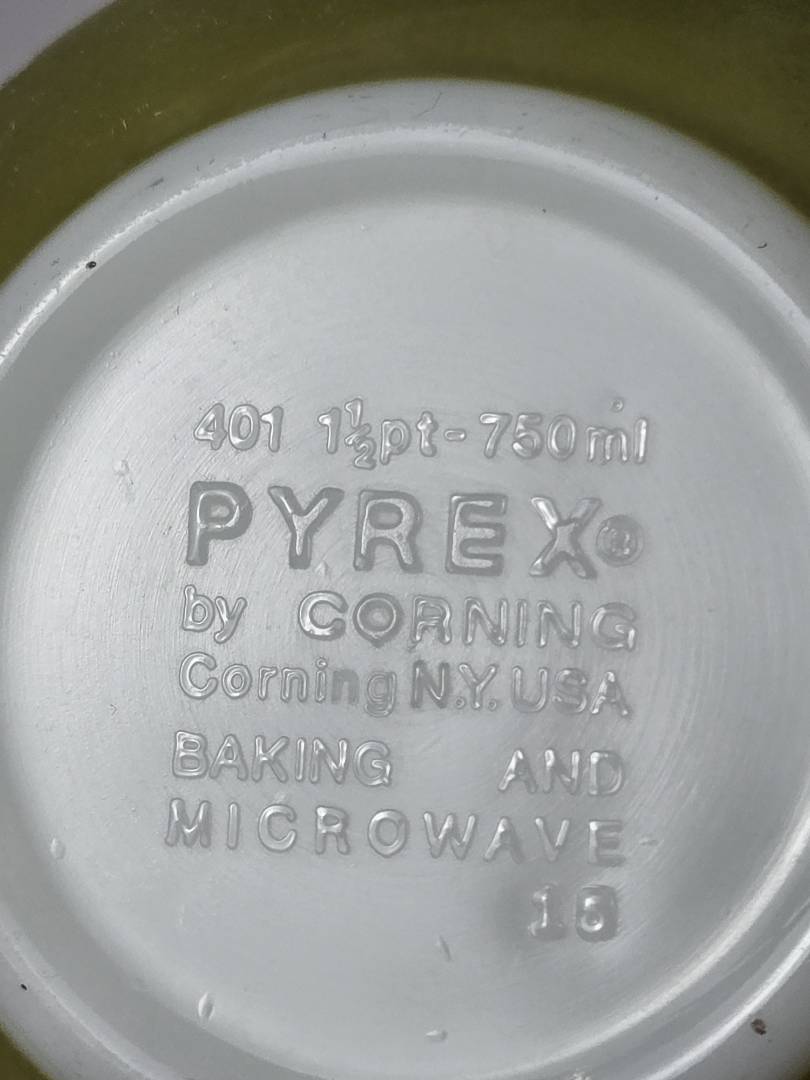 401 1½pt-750ml
PYREX®
by CORNING
Corning N.Y. USA
BAKING AND
MICROWAVE
16